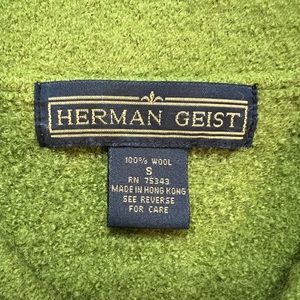 HERMAN GEIST
100% WOOL
S
RN 75343
MADE IN HONG KONG
SEE REVERSE
FOR CARE